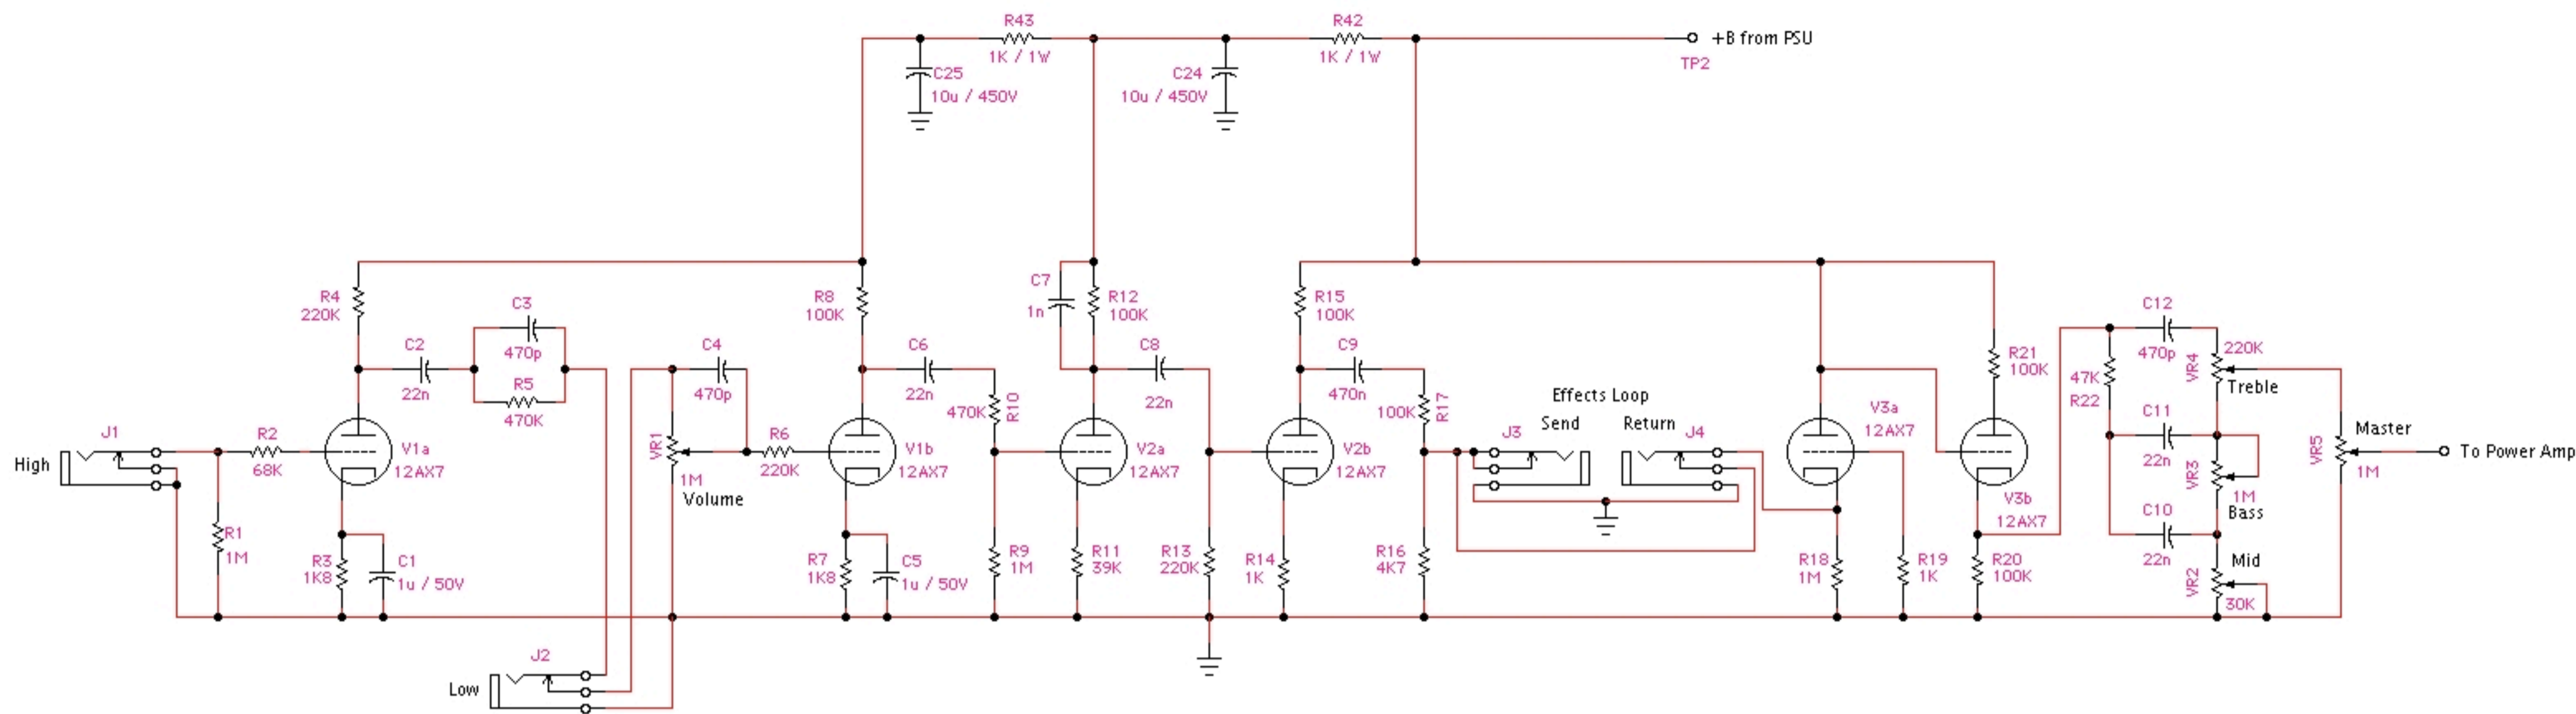 R43
1K / 1W
R42
1K / 1W
+B from PSU
TP2
C25
10u / 450V
C24
10u / 450V
R4
220K
C3
470p
C2
22n
R5
470K
C4
470p
R8
100K
C6
22n
C7
1n
R12
100K
C8
22n
R15
100K
C9
470n
R21
100K
C12
470p
220K
VR4
Treble
47K
R22
C11
22n
VR3
1M
Bass
C10
22n
Mid
VR2
30K
VR5
Master
1M
To Power Amp
High
J1
R2
68K
V1a
12AX7
R1
1M
R3
1K8
C1
1u / 50V
VR1
1M
Volume
R6
220K
V1b
12AX7
R7
1K8
C5
1u / 50V
470K
R10
V2a
12AX7
R9
1M
R11
39K
R13
220K
V2b
12AX7
R14
1K
100K
R17
R16
4K7
Effects Loop
Send
Return
J3
J4
V3a
12AX7
V3b
12AX7
R18
1M
R19
1K
R20
100K
J2
Low